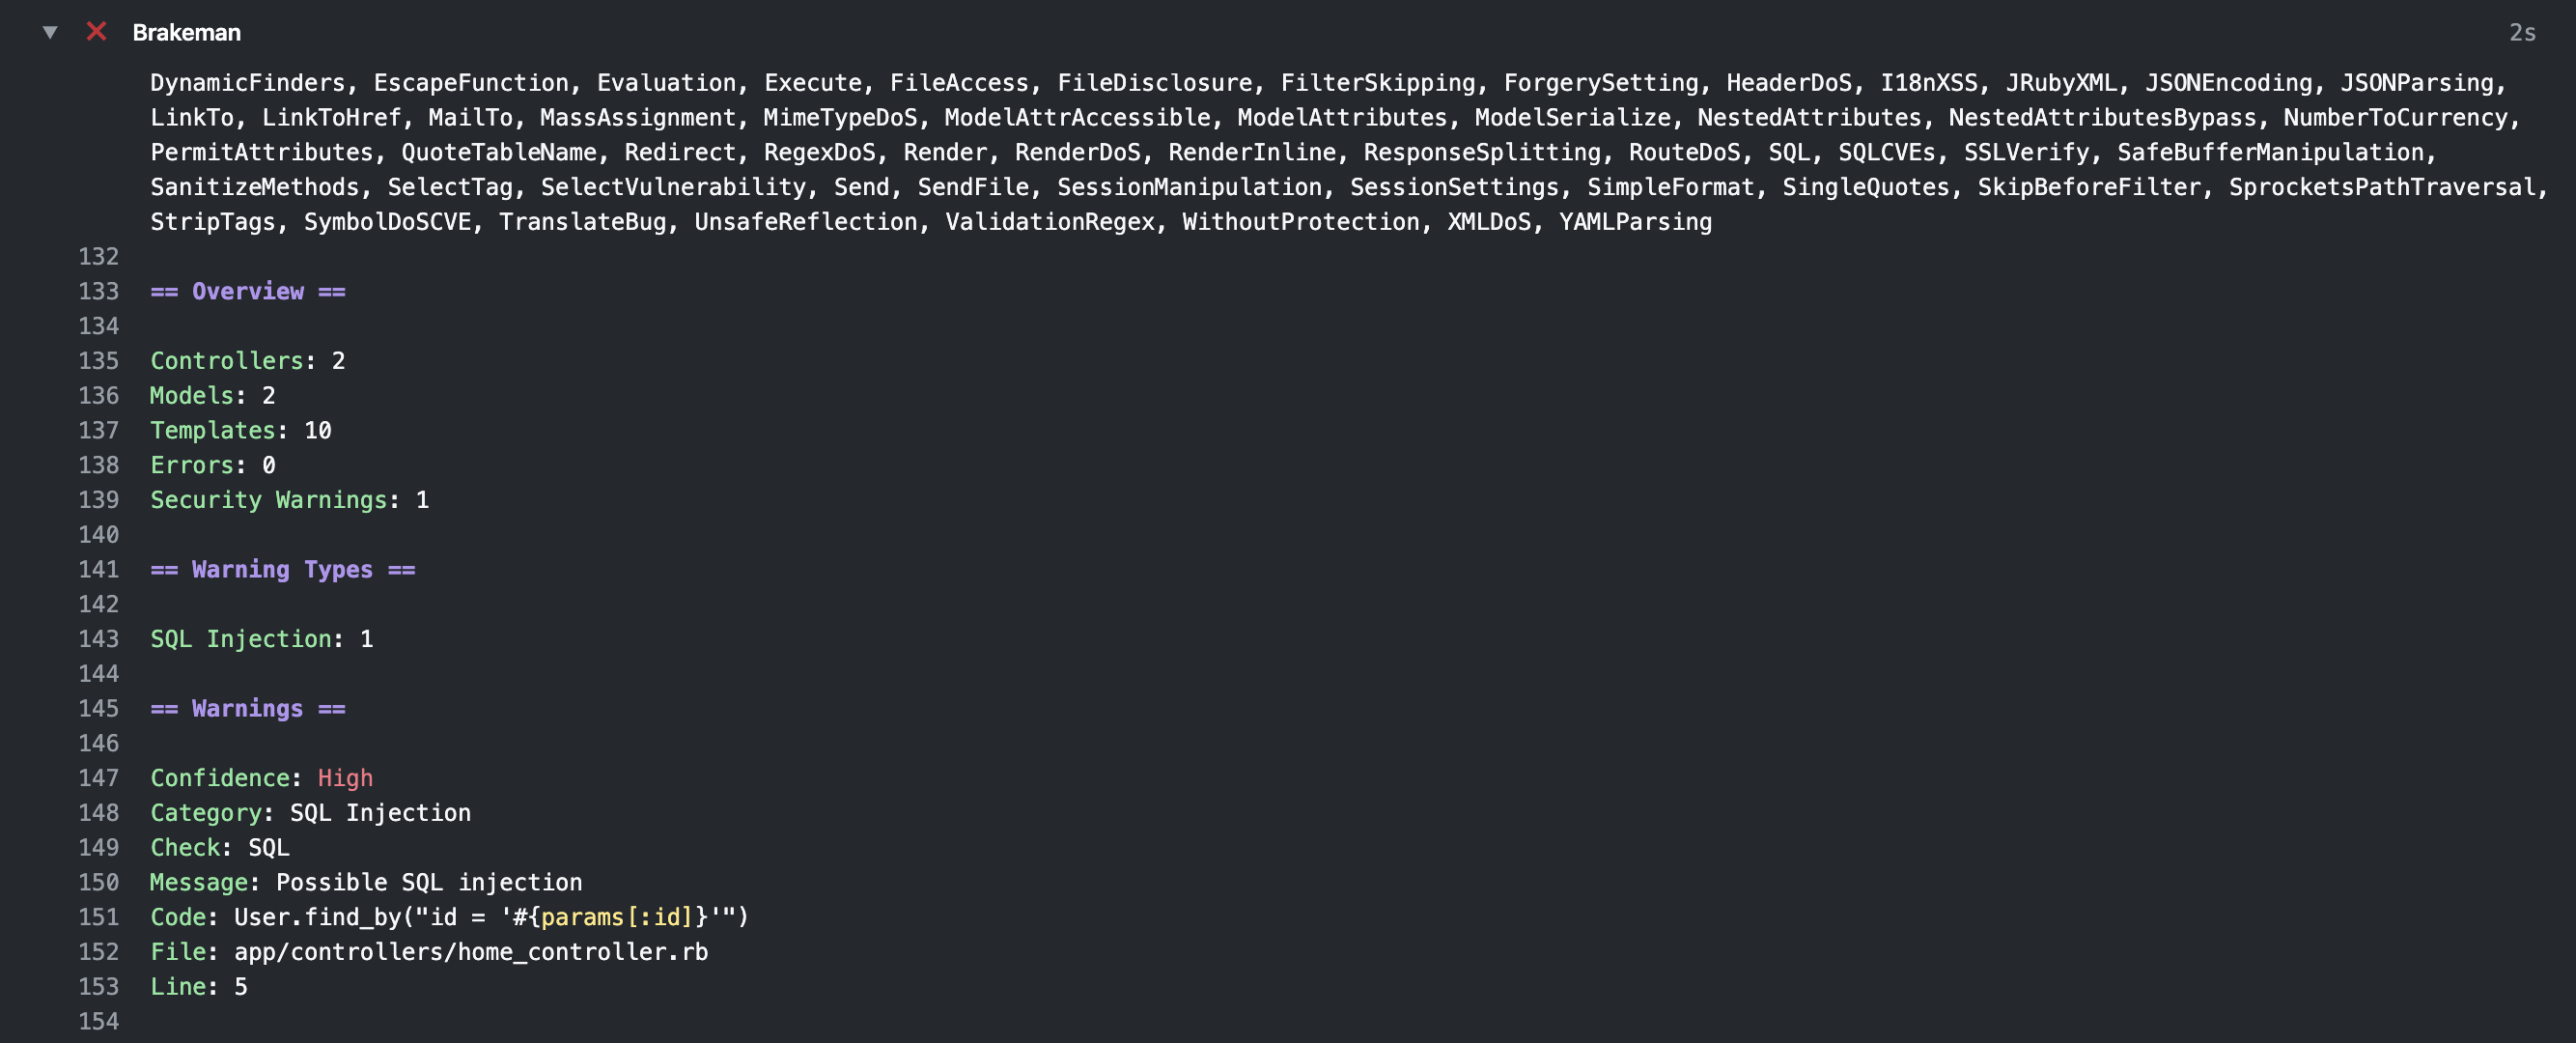 Brakeman 2s
DynamicFinders, EscapeFunction, Evaluation, Execute, FileAccess, FileDisclosure, FilterSkipping, ForgerySetting, HeaderDoS, I18nXSS, JRubyXML, JSONEncoding, JSONParsing,
LinkTo, LinkToHref, MailTo, MassAssignment, MimeTypeDoS, ModelAttrAccessible, ModelAttributes, ModelSerialize, NestedAttributes, NestedAttributesBypass, NumberToCurrency,
PermitAttributes, QuoteTableName, Redirect, RegexDoS, Render, RenderDoS, RenderInline, ResponseSplitting, RouteDoS, SQL, SQLCVEs, SSLVerify, SafeBufferManipulation,
SanitizeMethods, SelectTag, SelectVulnerability, Send, SendFile, SessionManipulation, SessionSettings, SimpleFormat, SingleQuotes, SkipBeforeFilter, SprocketsPathTraversal,
StripTags, SymbolDoSCVE, TranslateBug, UnsafeReflection, ValidationRegex, WithoutProtection, XMLDoS, YAMLParsing
132
133 == Overview ==
134
135 Controllers: 2
136 Models: 2
137 Templates: 10
138 Errors: 0
139 Security Warnings: 1
140
141 == Warning Types ==
142
143 SQL Injection: 1
144
145 == Warnings ==
146
147 Confidence: High
148 Category: SQL Injection
149 Check: SQL
150 Message: Possible SQL injection
151 Code: User.find_by("id = '#{params[:id]}'")
152 File: app/controllers/home_controller.rb
153 Line: 5
154